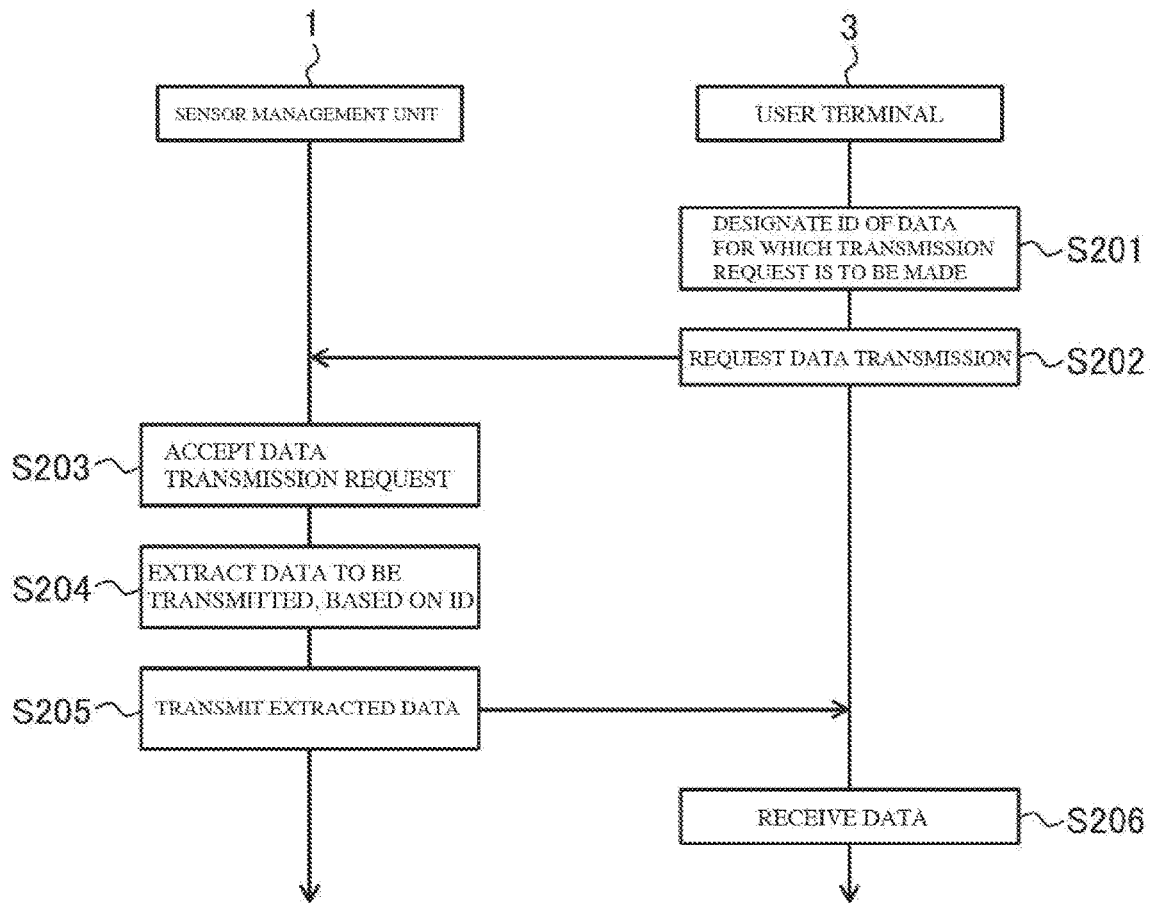 1
3
SENSOR MANAGEMENT UNIT
USER TERMINAL
DESIGNATE ID OF DATA
FOR WHICH TRANSMISSION
REQUEST IS TO BE MADE
S201
REQUEST DATA TRANSMISSION
S202
S203
ACCEPT DATA
TRANSMISSION REQUEST
S204
EXTRACT DATA TO BE
TRANSMITTED, BASED ON ID
S205
TRANSMIT EXTRACTED DATA
RECEIVE DATA
S206